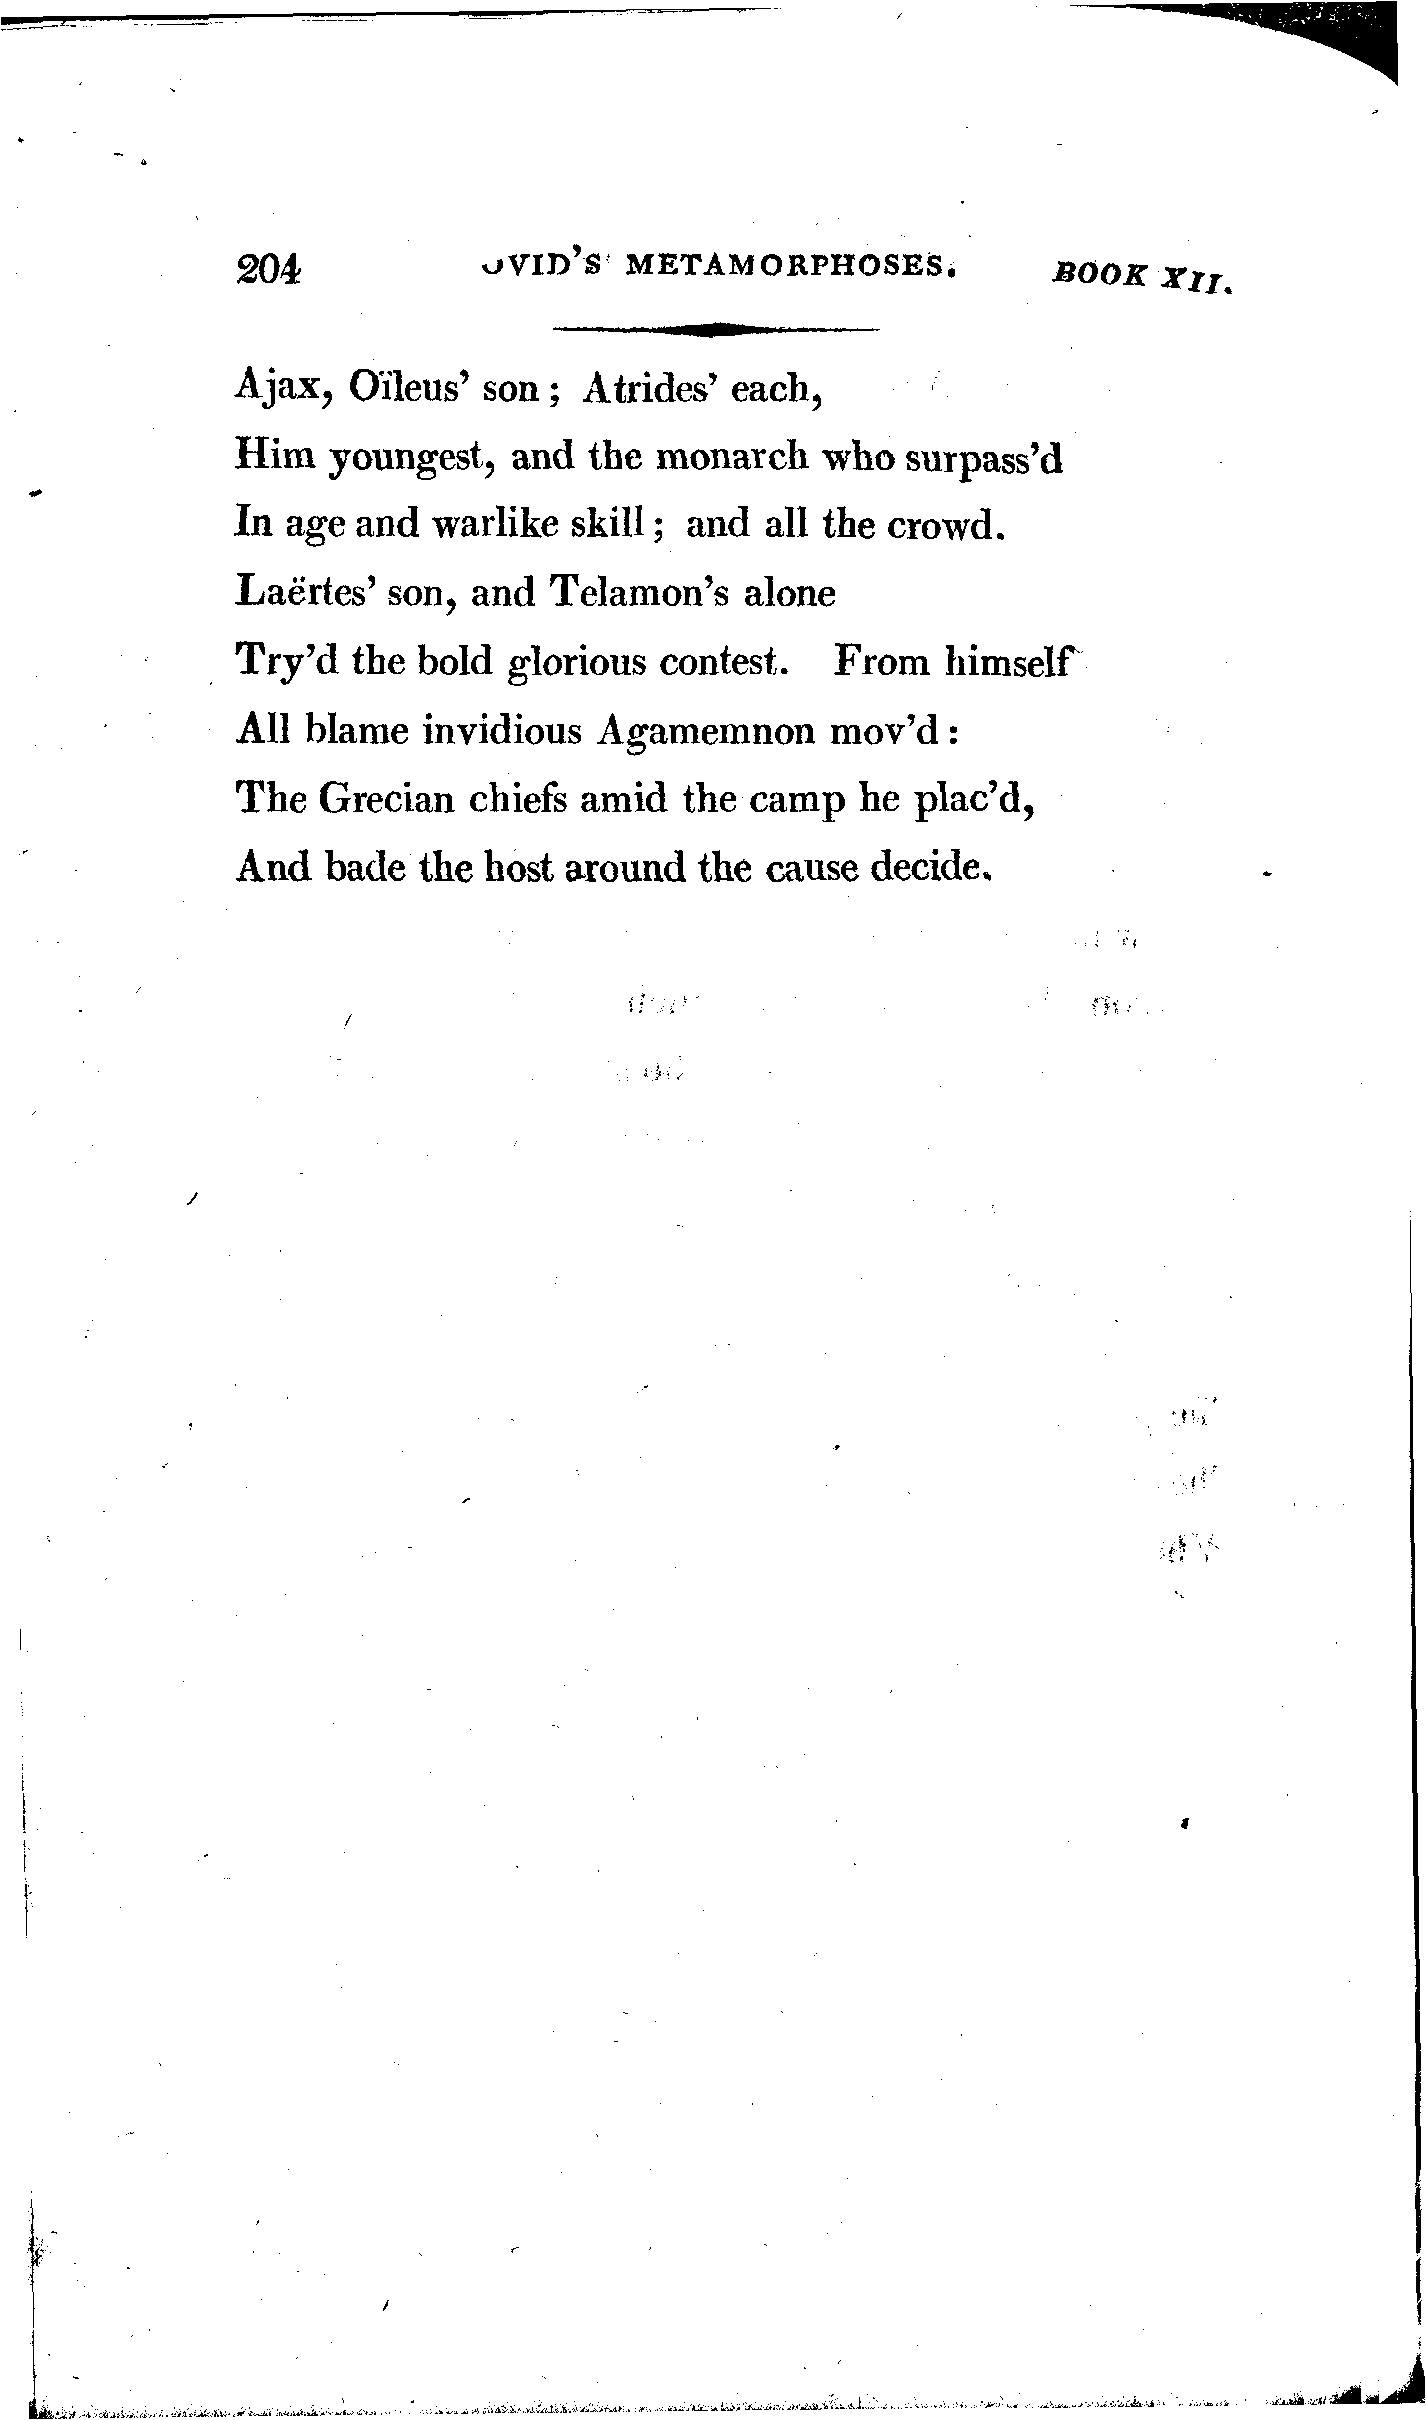 204 OVID'S METAMORPHOSES. BOOK XII.
Ajax, Oïleus' son; Atrides' each,
Him youngest, and the monarch who surpass'd
In age and warlike skill; and all the crowd.
Laërtes' son, and Telamon's alone
Try'd the bold glorious contest. From himself
All blame invidious Agamemnon mov'd:
The Grecian chiefs amid the camp he plac'd,
And bade the host around the cause decide.